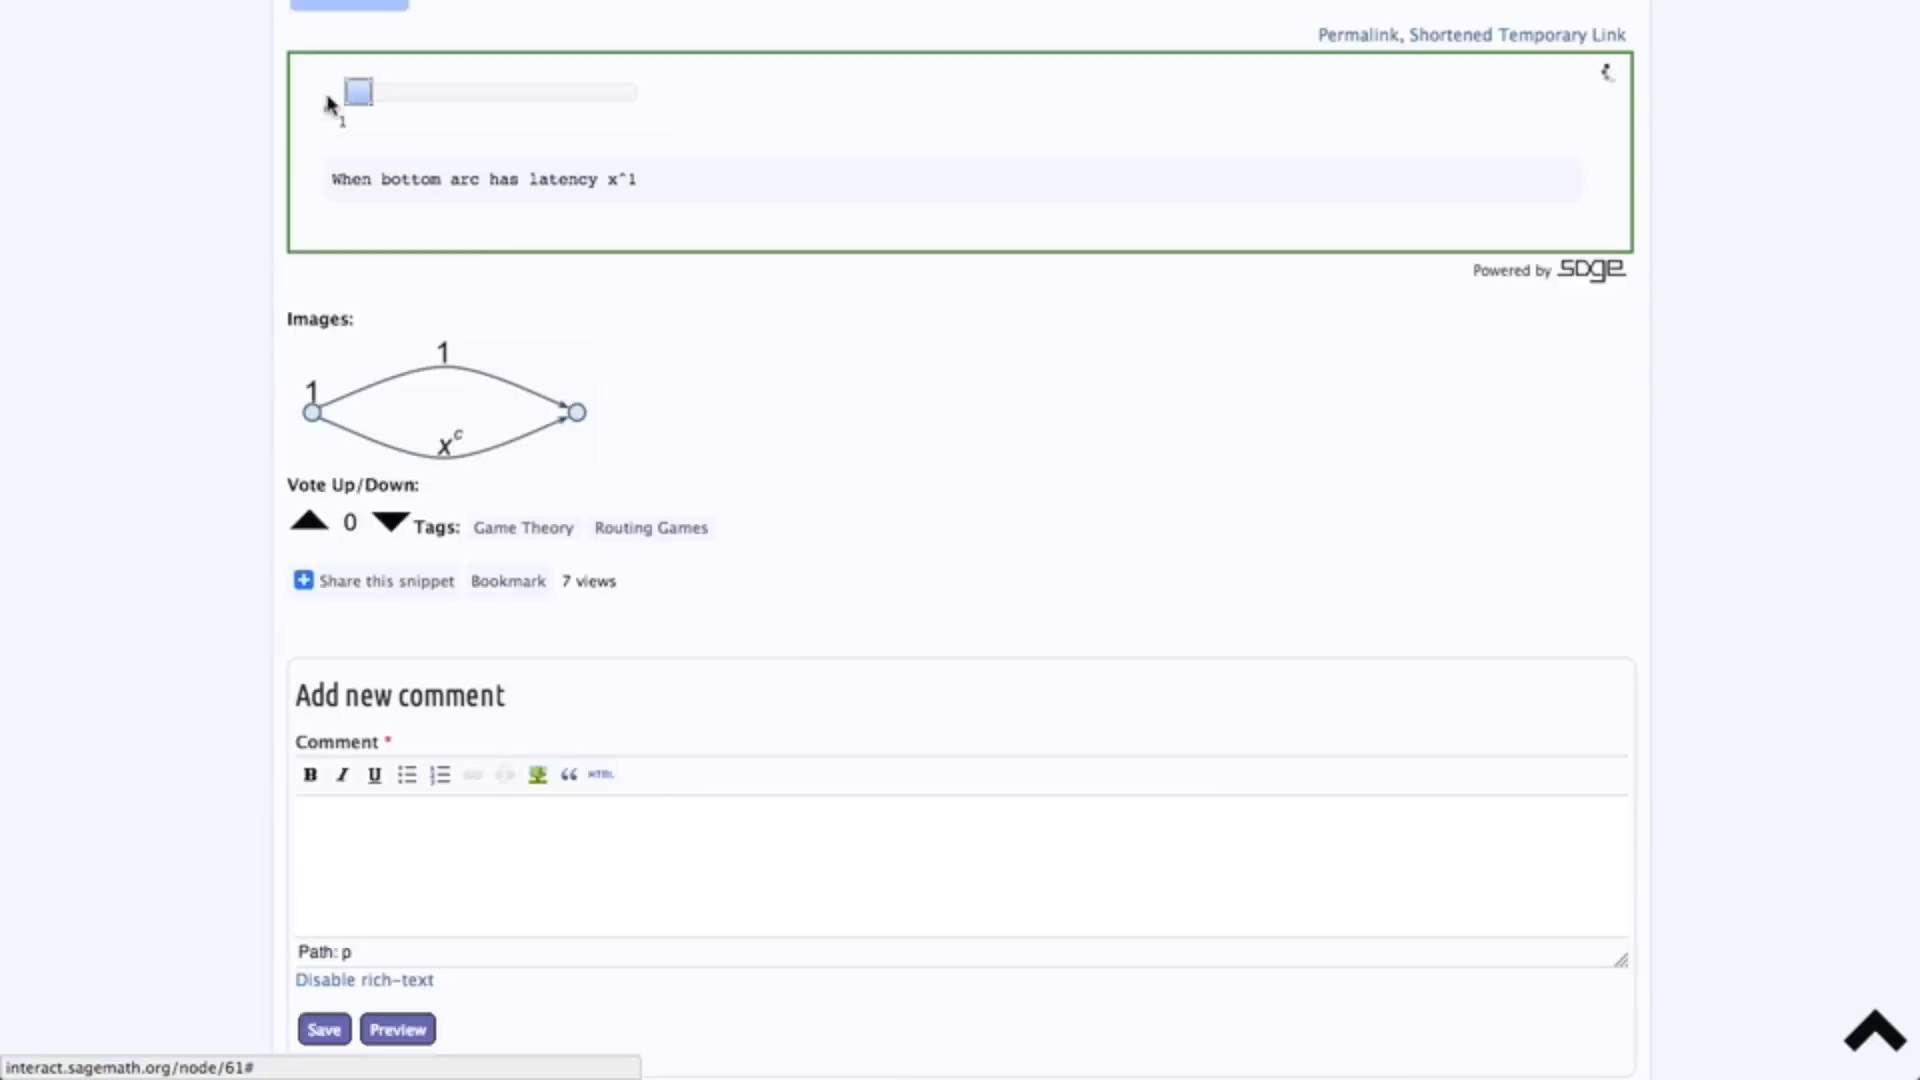 Permalink, Shortened Temporary Link
1
When bottom arc has latency x^1
Powered by sage
Images:
1
1
x^c
Vote Up/Down:
0 Tags: Game Theory Routing Games
Share this snippet Bookmark 7 views
Add new comment
Comment *
B I U HTML
Path: p
Disable rich-text
Save Preview
interact.sagemath.org/node/61#